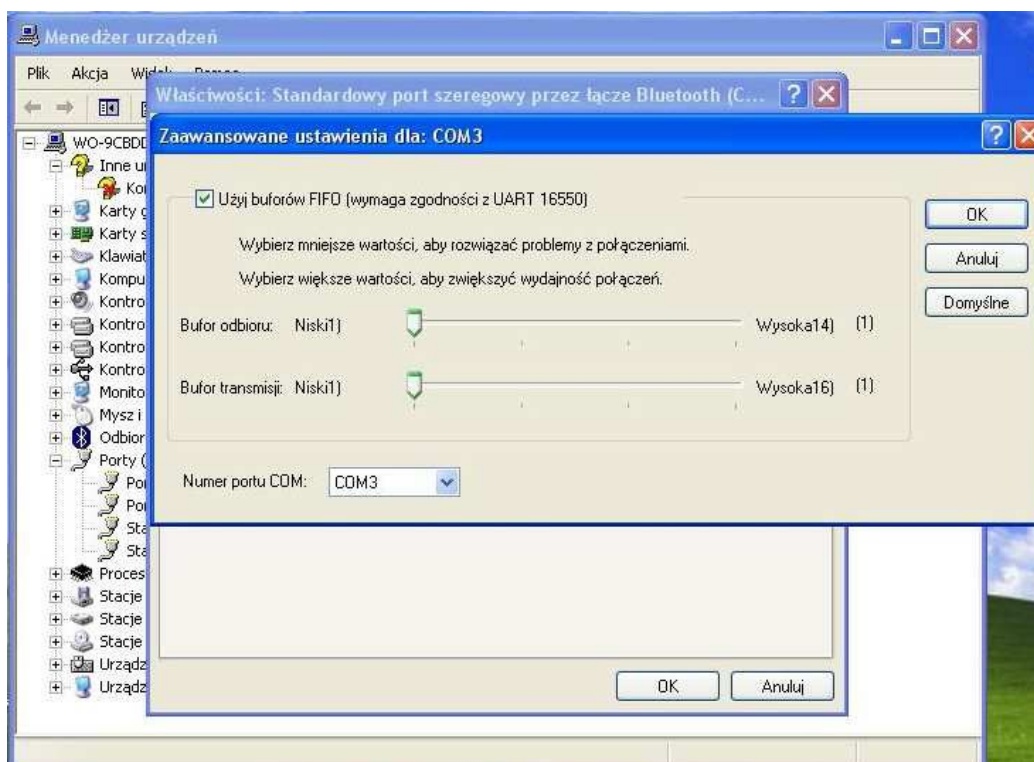 Menedżer urządzeń
Plik Akcja
Właściwości: Standardowy port szeregowy przez łącze Bluetooth (C...
Zaawansowane ustawienia dla: COM3
WO-9CBDD
Inne u
Ko
Karty g
Karty s
Klawiat
Kompu
Kontro
Kontro
Kontro
Kontro
Monito
Mysz i
Odbior
Porty (
Po
Po
Sta
Sta
Proces
Stacje
Stacje
Stacje
Urządz
Urządz
Użyj buforów FIFO (wymaga zgodności z UART 16550)
Wybierz mniejsze wartości, aby rozwiązać problemy z połączeniami.
Wybierz większe wartości, aby zwiększyć wydajność połączeń.
Bufor odbioru: Niski1) Wysoka14) (1)
Bufor transmisji: Niski1) Wysoka16) (1)
Numer portu COM: COM3
OK
Anuluj
Domyślne
OK Anuluj